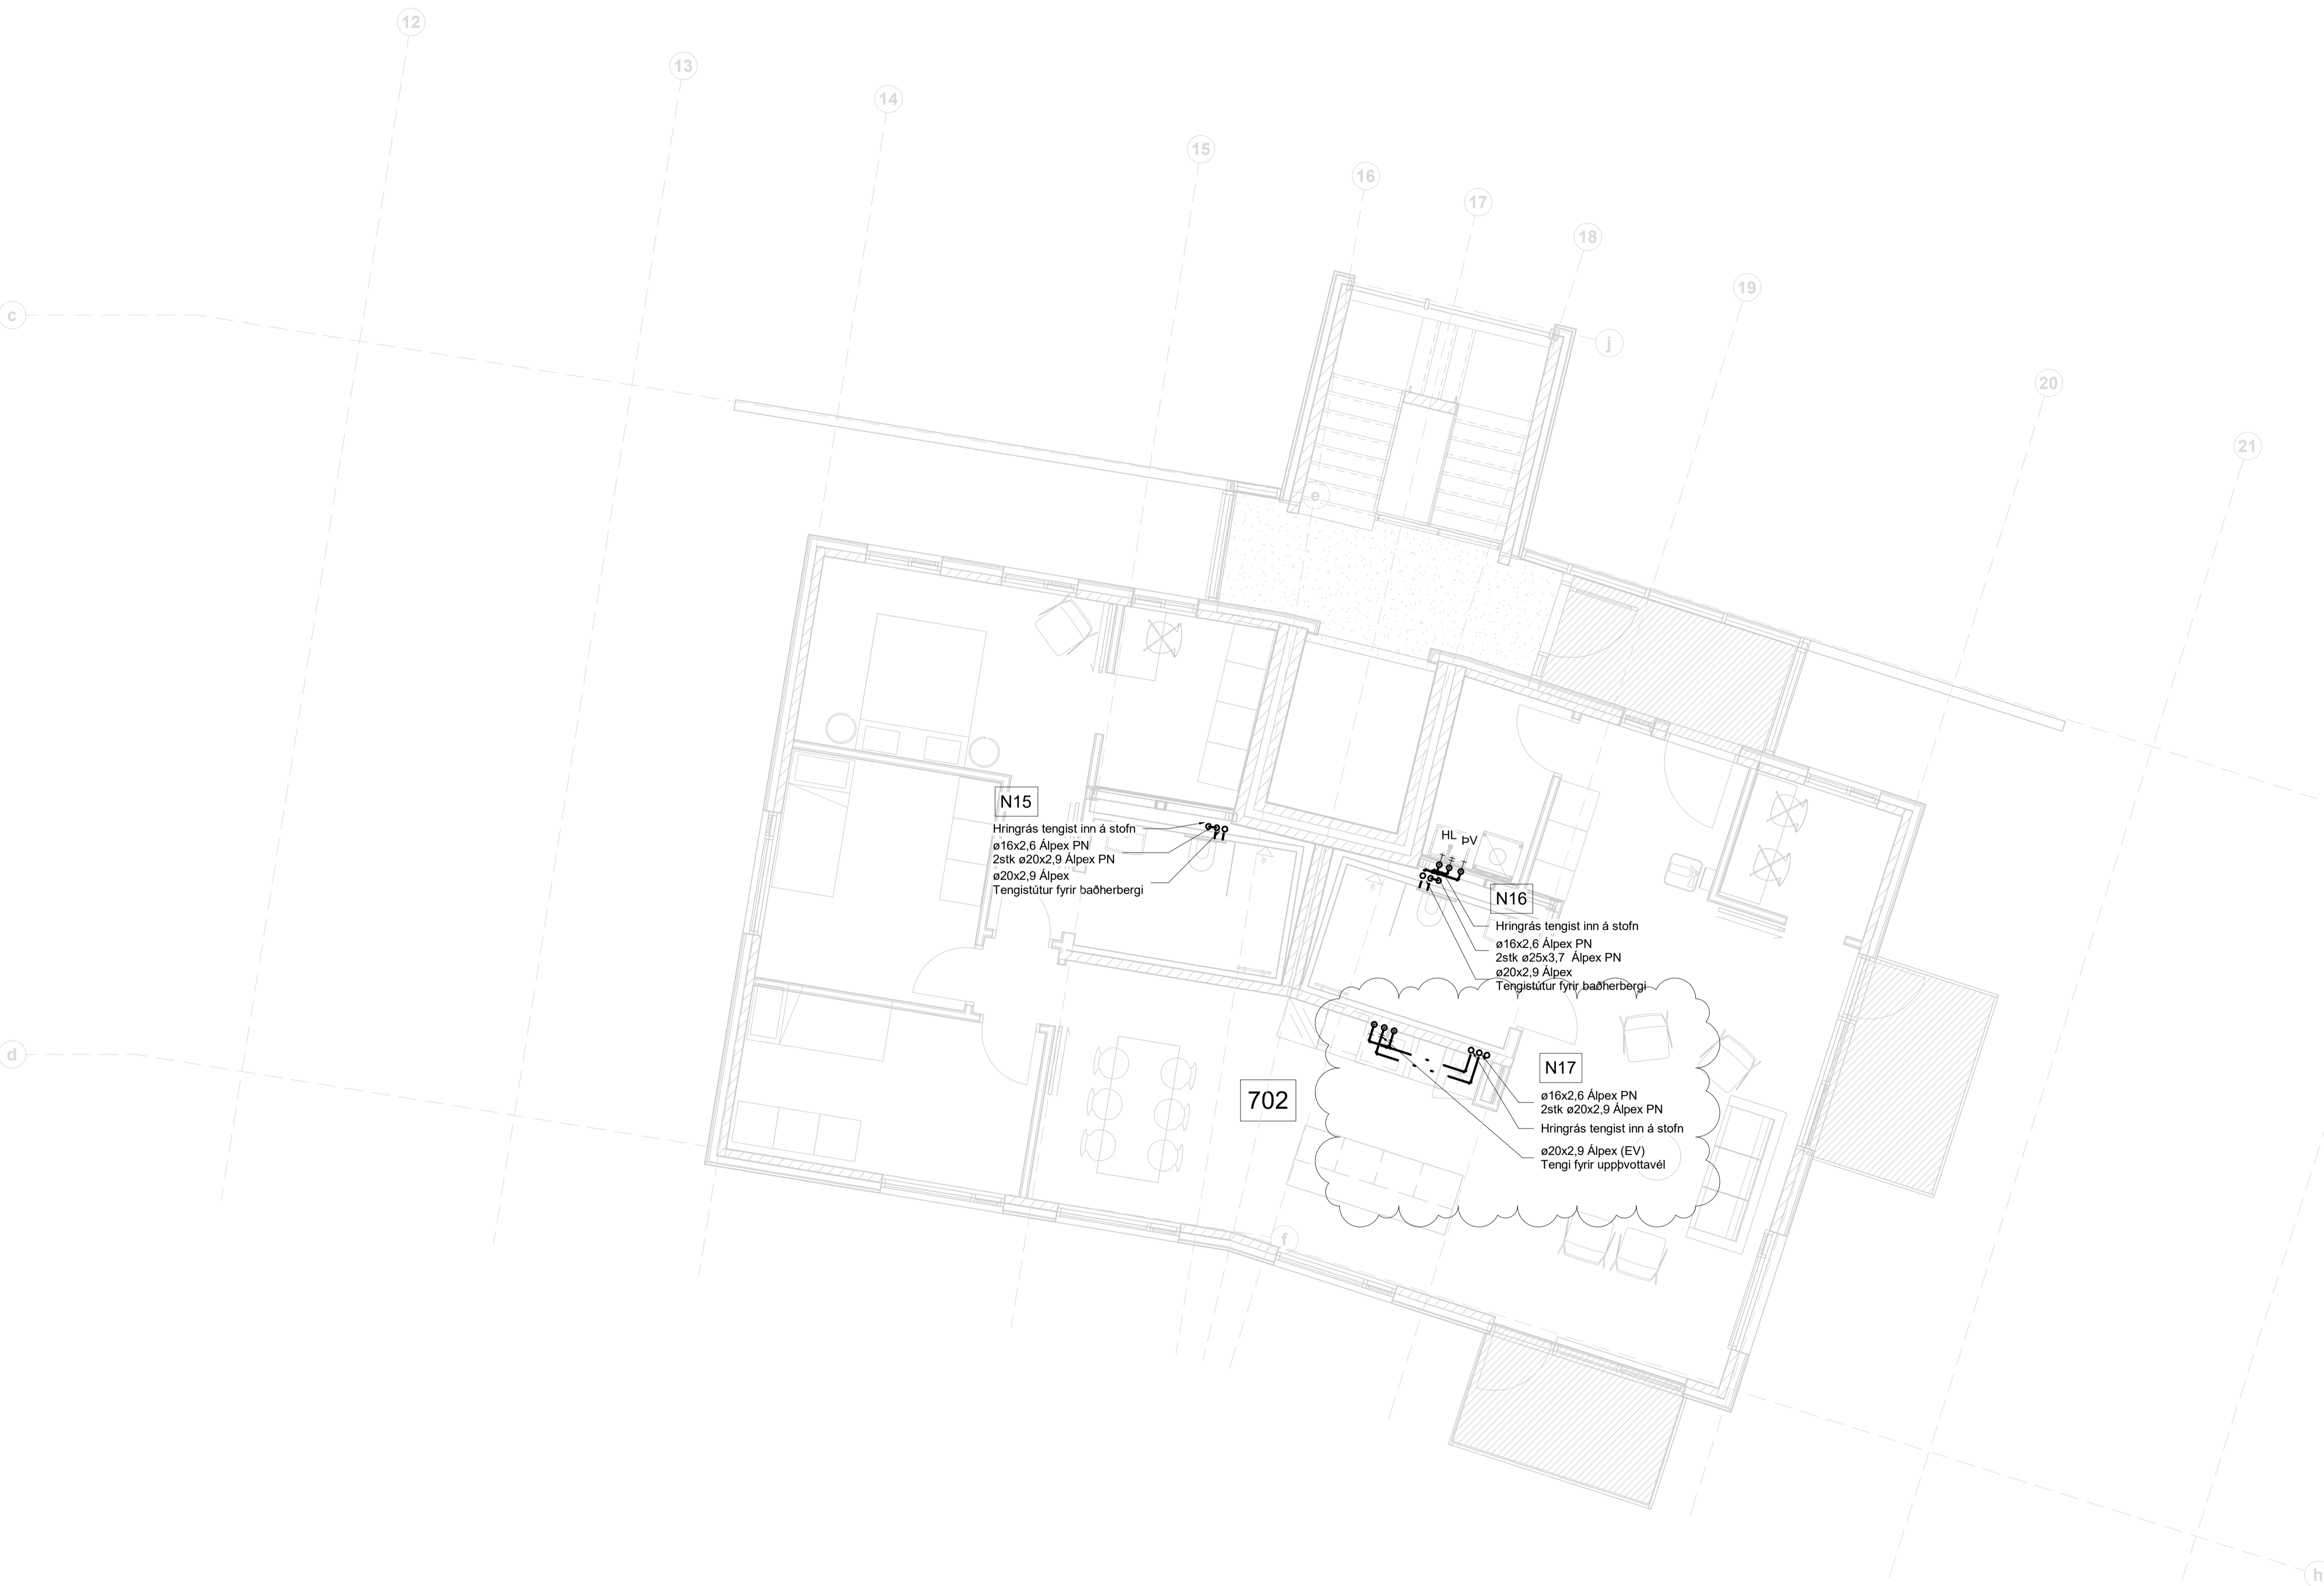 12
13
14
15
16
17
18
19
20
21
c
j
e
N15
Hringrás tengist inn á stofn
ø16x2,6 Álpex PN
2stk ø20x2,9 Álpex PN
ø20x2,9 Álpex
Tengistútur fyrir baðherbergi
HL ÞV
N16
Hringrás tengist inn á stofn
ø16x2,6 Álpex PN
2stk ø25x3,7 Álpex PN
ø20x2,9 Álpex
Tengistútur fyrir baðherbergi
d
702
N17
ø16x2,6 Álpex PN
2stk ø20x2,9 Álpex PN
Hringrás tengist inn á stofn
ø20x2,9 Álpex (EV)
Tengi fyrir uppþvottavél
f
h